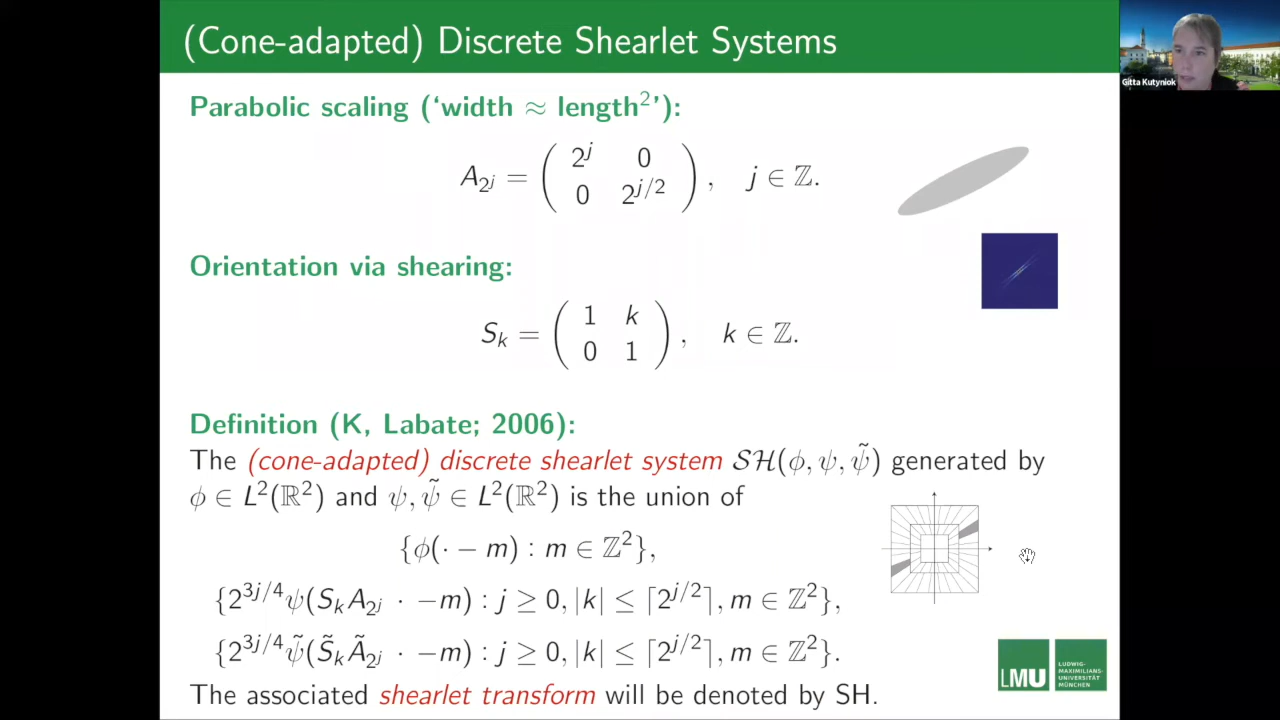 (Cone-adapted) Discrete Shearlet Systems
Gitta Kutyniok
Parabolic scaling (‘width ≈ length²’):
A_{2^j} = ( 2^j 0 ; 0 2^{j/2} ), j ∈ ℤ.
Orientation via shearing:
S_k = ( 1 k ; 0 1 ), k ∈ ℤ.
Definition (K, Labate; 2006):
The (cone-adapted) discrete shearlet system 𝒮ℋ(ϕ, ψ, ψ̃) generated by
ϕ ∈ L²(ℝ²) and ψ, ψ̃ ∈ L²(ℝ²) is the union of
{ϕ(· − m) : m ∈ ℤ²},
{2^{3j/4}ψ(S_k A_{2^j} · −m) : j ≥ 0, |k| ≤ ⌈2^{j/2}⌉, m ∈ ℤ²},
{2^{3j/4}ψ̃(S̃_k Ã_{2^j} · −m) : j ≥ 0, |k| ≤ ⌈2^{j/2}⌉, m ∈ ℤ²}.
The associated shearlet transform will be denoted by SH.
LMU
LUDWIG-
MAXIMILIANS-
UNIVERSITÄT
MÜNCHEN